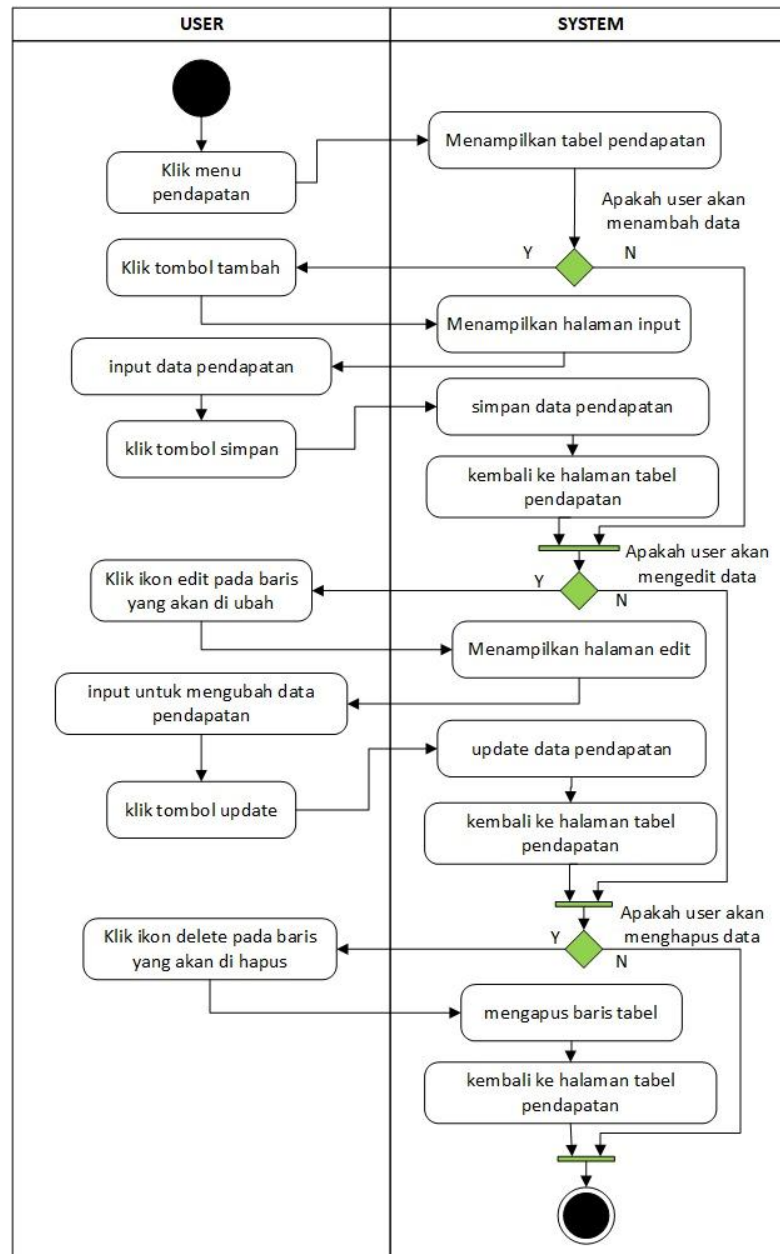 USER
SYSTEM
Klik menu
pendapatan
Menampilkan tabel pendapatan
Apakah user akan
menambah data
Y
N
Klik tombol tambah
Menampilkan halaman input
input data pendapatan
klik tombol simpan
simpan data pendapatan
kembali ke halaman tabel
pendapatan
Apakah user akan
mengedit data
Y
N
Klik ikon edit pada baris
yang akan di ubah
Menampilkan halaman edit
input untuk mengubah data
pendapatan
klik tombol update
update data pendapatan
kembali ke halaman tabel
pendapatan
Apakah user akan
menghapus data
Y
N
Klik ikon delete pada baris
yang akan di hapus
mengapus baris tabel
kembali ke halaman tabel
pendapatan